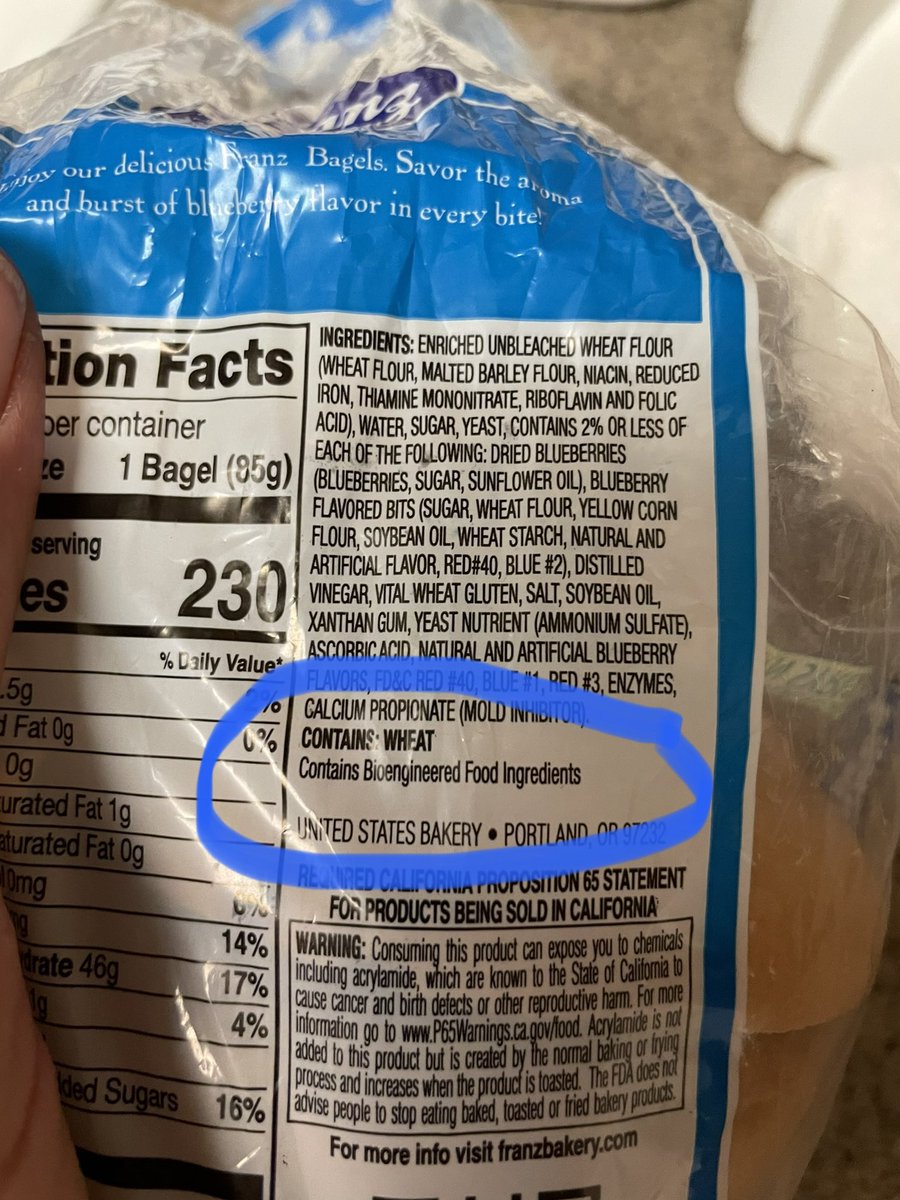 our delicious Franz Bagels. Savor the aroma
and burst of blueberry flavor in every bite!
tion Facts
per container
1 Bagel (85g)
serving
es 230
% Daily Value*
.5g
d Fat 0g 0%
0g
urated Fat 1g
aturated Fat 0g
0mg
14%
drate 46g 17%
4%
ded Sugars 16%
INGREDIENTS: ENRICHED UNBLEACHED WHEAT FLOUR
(WHEAT FLOUR, MALTED BARLEY FLOUR, NIACIN, REDUCED
IRON, THIAMINE MONONITRATE, RIBOFLAVIN AND FOLIC
ACID), WATER, SUGAR, YEAST, CONTAINS 2% OR LESS OF
EACH OF THE FOLLOWING: DRIED BLUEBERRIES
(BLUEBERRIES, SUGAR, SUNFLOWER OIL), BLUEBERRY
FLAVORED BITS (SUGAR, WHEAT FLOUR, YELLOW CORN
FLOUR, SOYBEAN OIL, WHEAT STARCH, NATURAL AND
ARTIFICIAL FLAVOR, RED#40, BLUE #2), DISTILLED
VINEGAR, VITAL WHEAT GLUTEN, SALT, SOYBEAN OIL,
XANTHAN GUM, YEAST NUTRIENT (AMMONIUM SULFATE),
ASCORBIC ACID, NATURAL AND ARTIFICIAL BLUEBERRY
FLAVORS, FD&C RED #40, BLUE #1, RED #3, ENZYMES,
CALCIUM PROPIONATE (MOLD INHIBITOR).
CONTAINS: WHEAT
Contains Bioengineered Food Ingredients
UNITED STATES BAKERY • PORTLAND, OR 97232
REQUIRED CALIFORNIA PROPOSITION 65 STATEMENT
FOR PRODUCTS BEING SOLD IN CALIFORNIA
WARNING: Consuming this product can expose you to chemicals
including acrylamide, which are known to the State of California to
cause cancer and birth defects or other reproductive harm. For more
information go to www.P65Warnings.ca.gov/food. Acrylamide is not
added to this product but is created by the normal baking or frying
process and increases when the product is toasted. The FDA does not
advise people to stop eating baked, toasted or fried bakery products.
For more info visit franzbakery.com